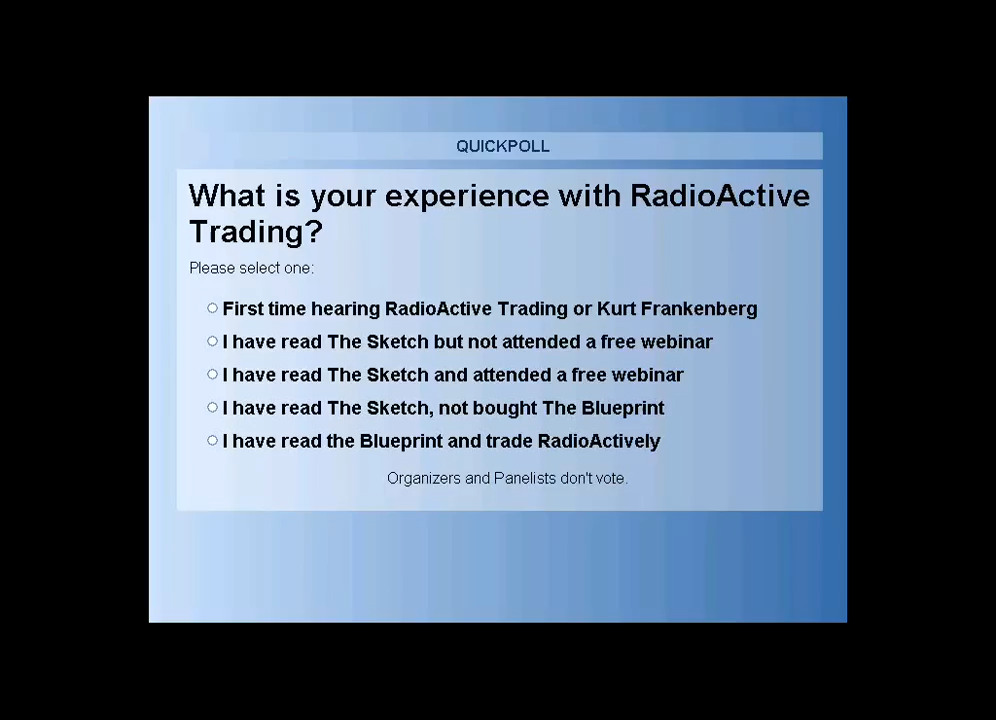 QUICKPOLL
What is your experience with RadioActive
Trading?
Please select one:
First time hearing RadioActive Trading or Kurt Frankenberg
I have read The Sketch but not attended a free webinar
I have read The Sketch and attended a free webinar
I have read The Sketch, not bought The Blueprint
I have read the Blueprint and trade RadioActively
Organizers and Panelists don't vote.